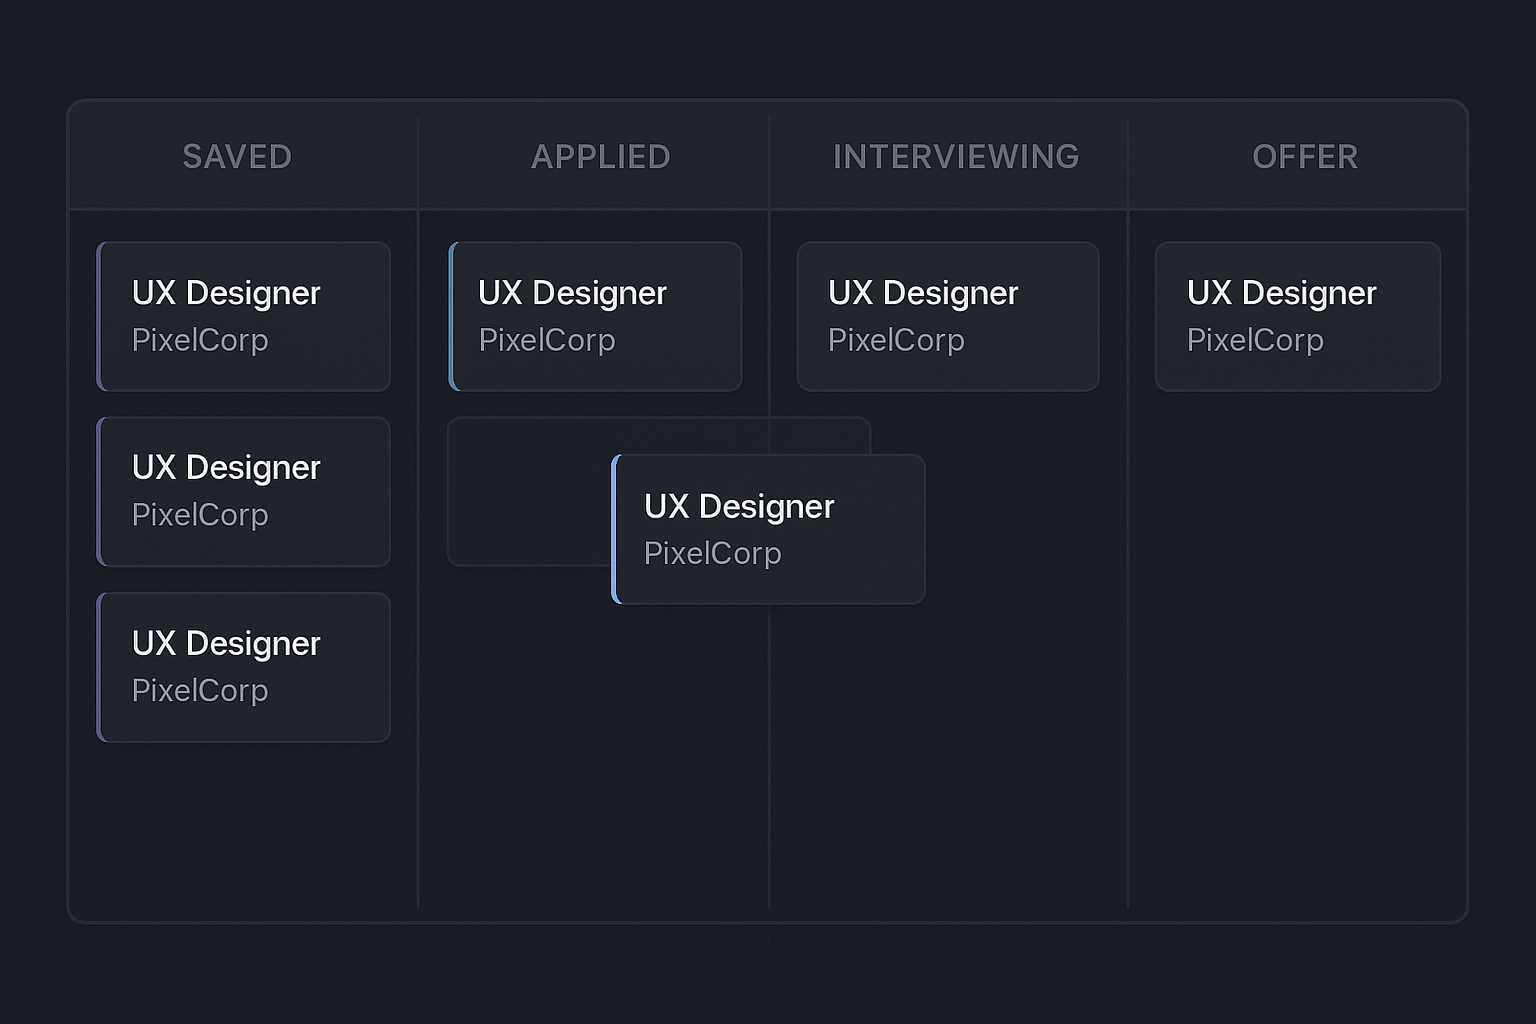 SAVED
APPLIED
INTERVIEWING
OFFER
UX Designer
PixelCorp
UX Designer
PixelCorp
UX Designer
PixelCorp
UX Designer
PixelCorp
UX Designer
PixelCorp
UX Designer
PixelCorp
UX Designer
PixelCorp